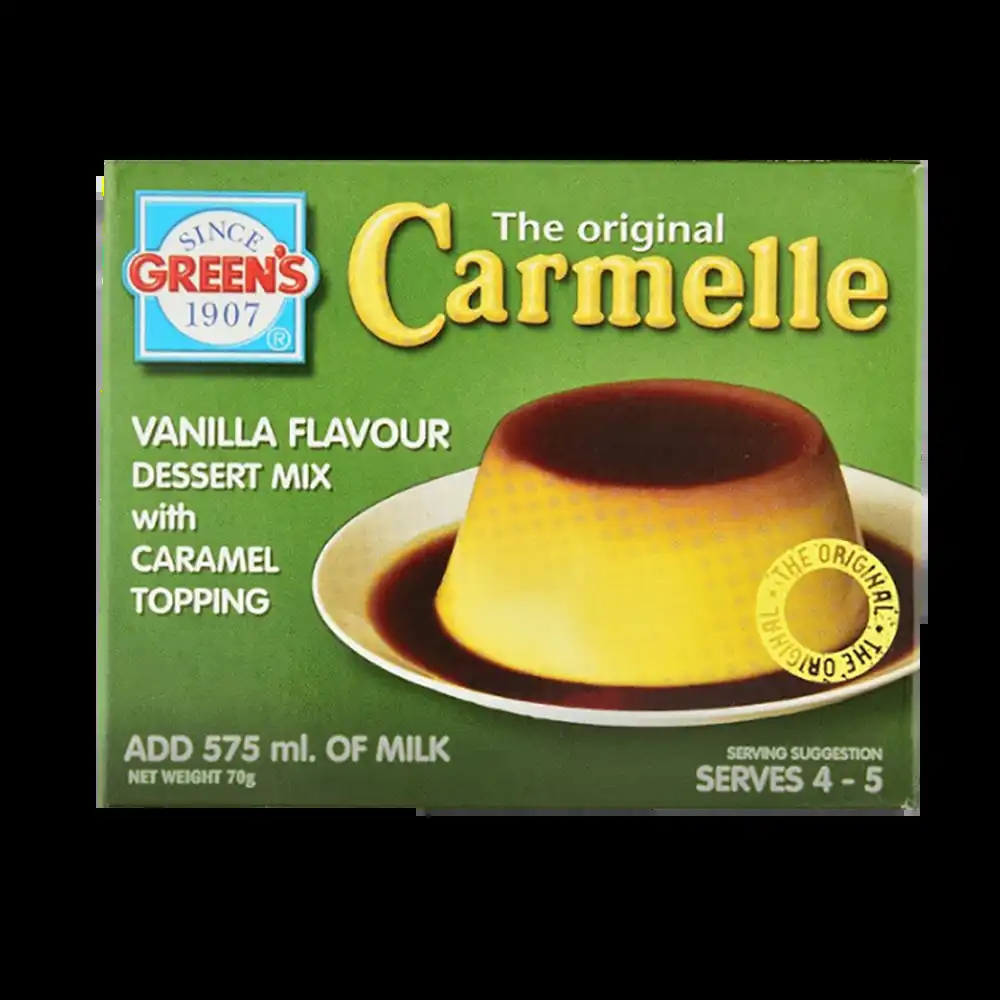 SINCE
GREEN'S
1907
®
The original
Carmelle
VANILLA FLAVOUR
DESSERT MIX
with
CARAMEL
TOPPING
THE ORIGINAL • THE ORIGINAL •
ADD 575 ml. OF MILK
NET WEIGHT 70g
SERVING SUGGESTION
SERVES 4 - 5